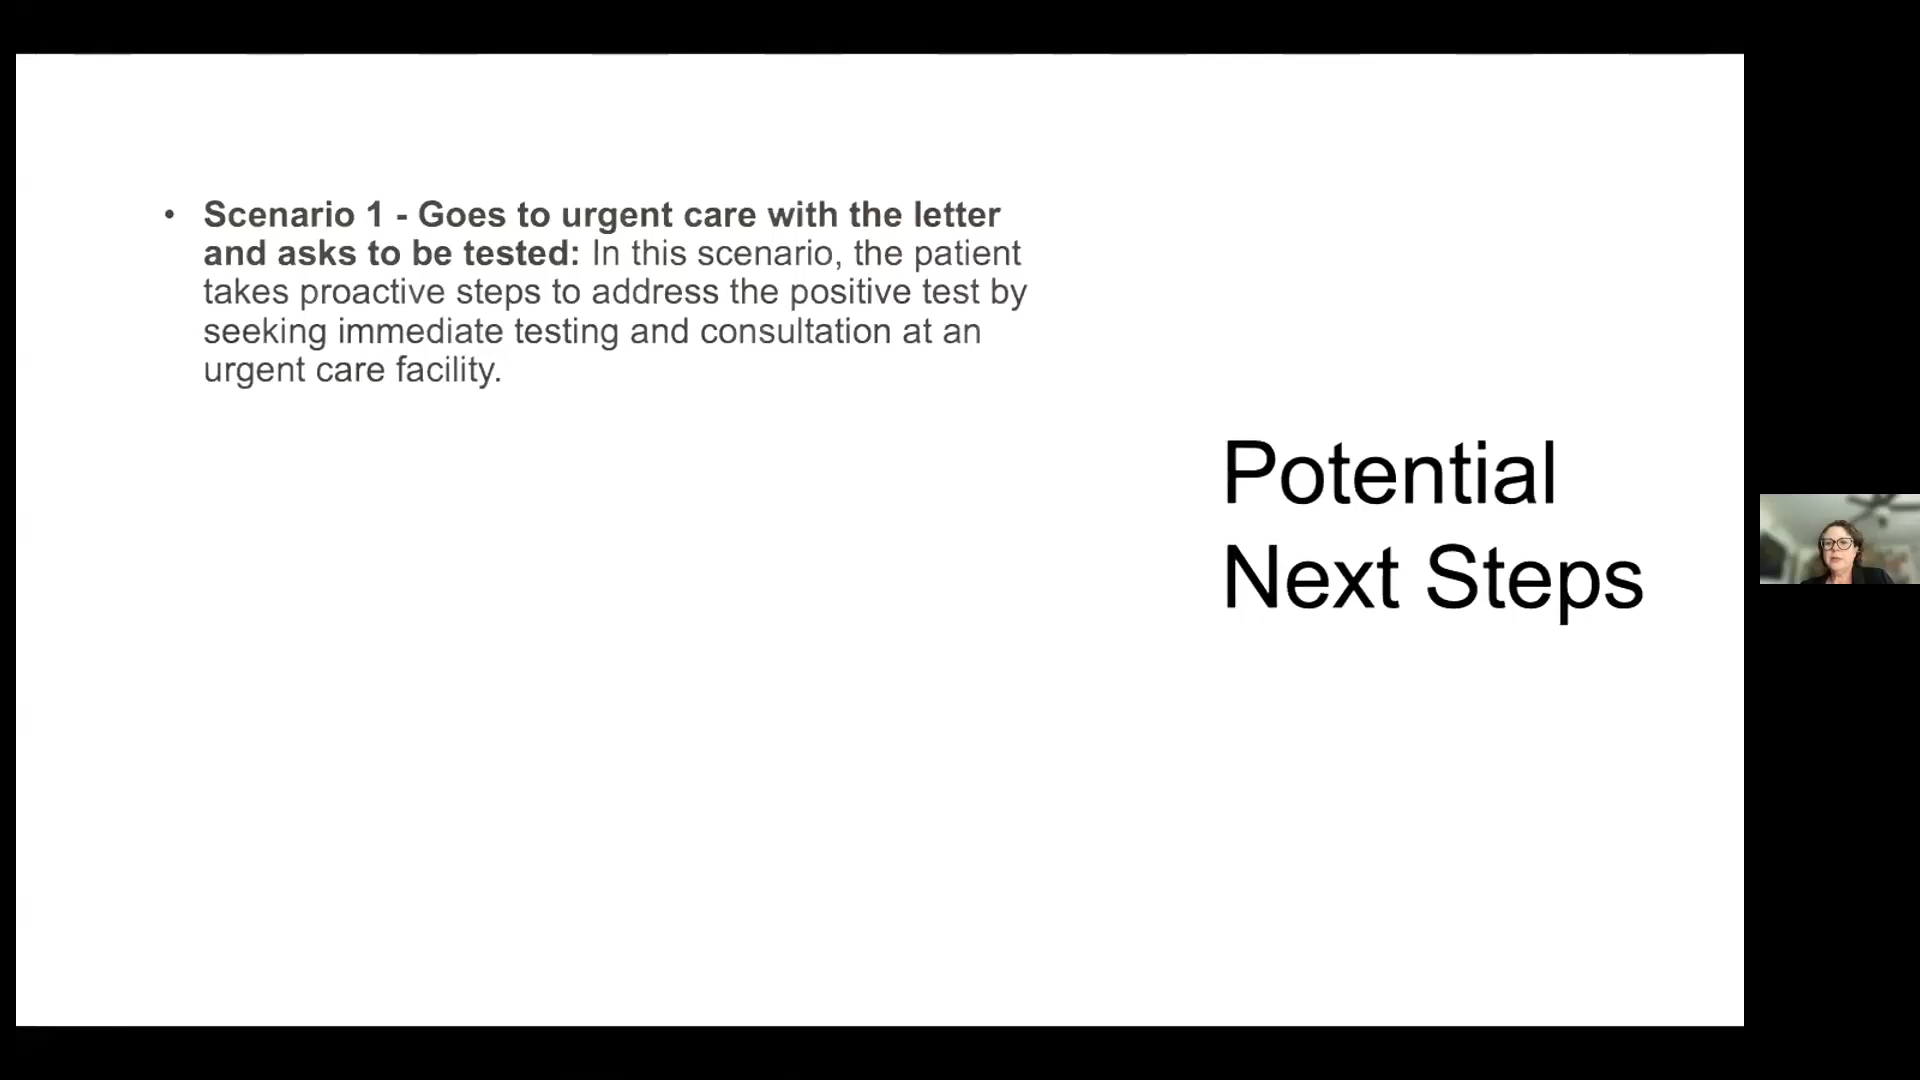 • Scenario 1 - Goes to urgent care with the letter
and asks to be tested: In this scenario, the patient
takes proactive steps to address the positive test by
seeking immediate testing and consultation at an
urgent care facility.
Potential
Next Steps